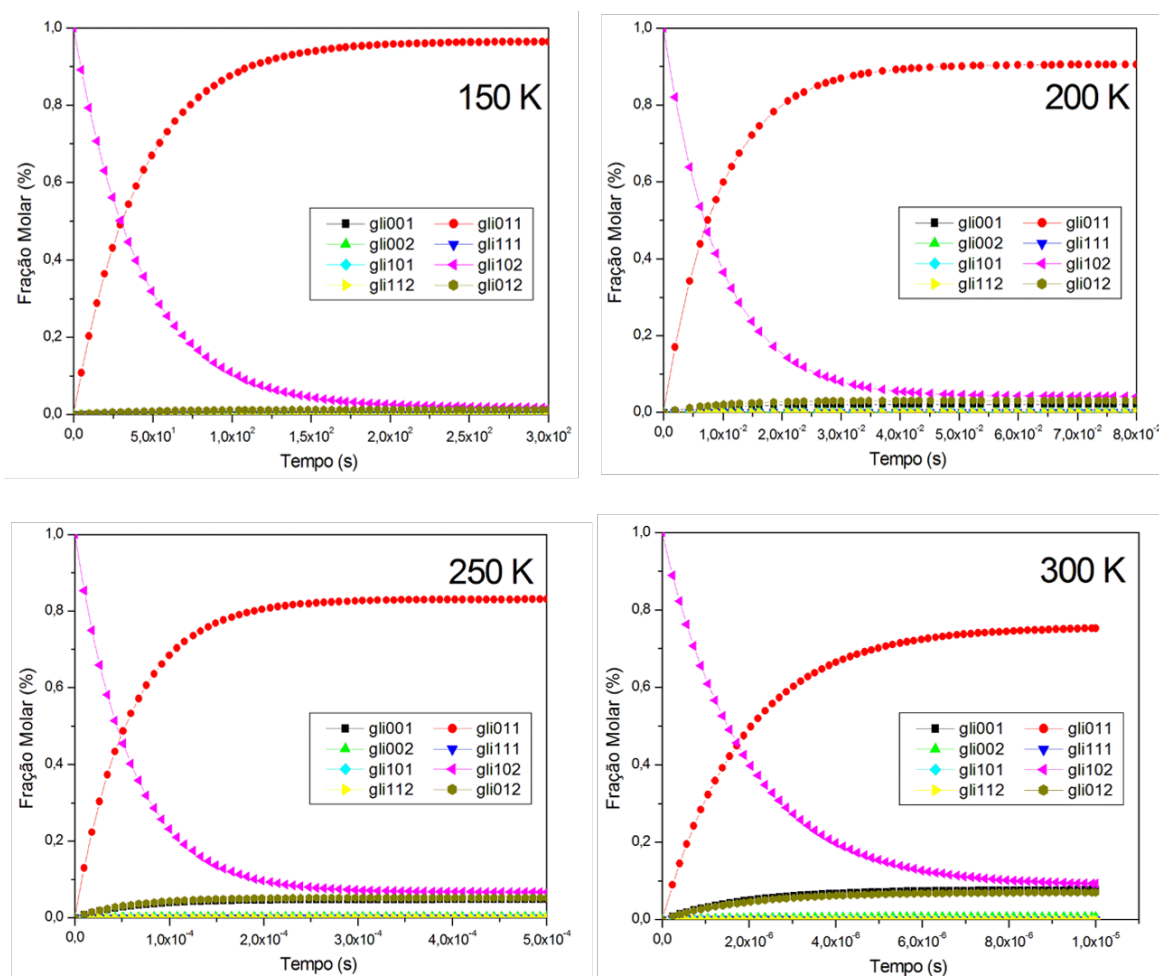 150 K
Fração Molar (%)
1,0
0,8
0,6
0,4
0,2
0,0
gli001 gli011
gli002 gli111
gli101 gli102
gli112 gli012
0,0 5,0x10¹ 1,0x10² 1,5x10² 2,0x10² 2,5x10² 3,0x10²
Tempo (s)
200 K
Fração Molar (%)
1,0
0,8
0,6
0,4
0,2
0,0
gli001 gli011
gli002 gli111
gli101 gli102
gli112 gli012
0,0 1,0x10⁻² 2,0x10⁻² 3,0x10⁻² 4,0x10⁻² 5,0x10⁻² 6,0x10⁻² 7,0x10⁻² 8,0x10⁻²
Tempo (s)
250 K
Fração Molar (%)
1,0
0,8
0,6
0,4
0,2
0,0
gli001 gli011
gli002 gli111
gli101 gli102
gli112 gli012
0,0 1,0x10⁻⁴ 2,0x10⁻⁴ 3,0x10⁻⁴ 4,0x10⁻⁴ 5,0x10⁻⁴
Tempo (s)
300 K
Fração Molar (%)
1,0
0,8
0,6
0,4
0,2
0,0
gli001 gli011
gli002 gli111
gli101 gli102
gli112 gli012
0,0 2,0x10⁻⁶ 4,0x10⁻⁶ 6,0x10⁻⁶ 8,0x10⁻⁶ 1,0x10⁻⁵
Tempo (s)